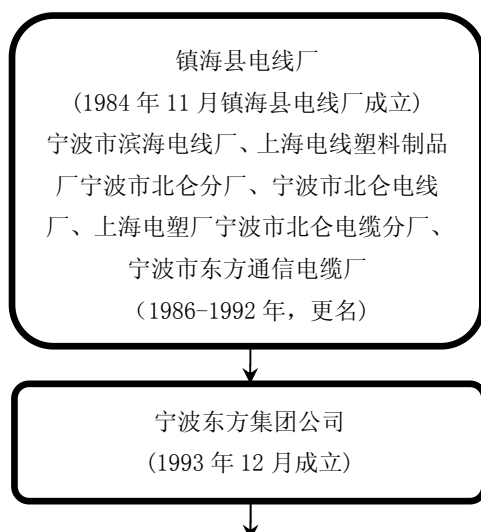 镇海县电线厂
(1984 年 11 月镇海县电线厂成立)
宁波市滨海电线厂、上海电线塑料制品
厂宁波市北仑分厂、宁波市北仑电线
厂、上海电塑厂宁波市北仑电缆分厂、
宁波市东方通信电缆厂
（1986-1992 年，更名)
宁波东方集团公司
(1993 年 12 月成立)